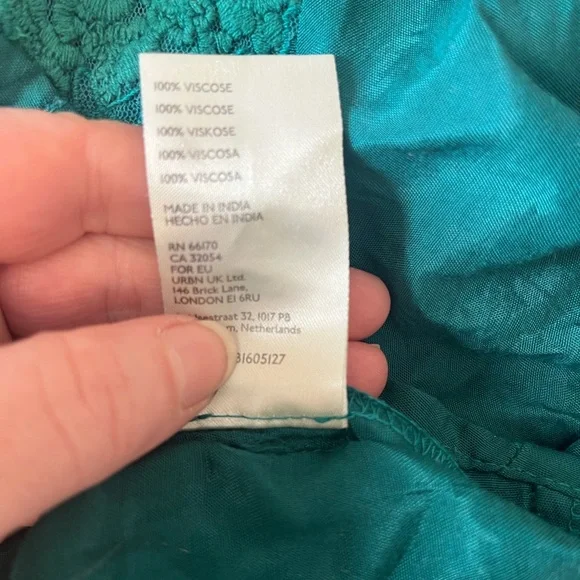 100% VISCOSE
100% VISCOSE
100% VISKOSE
100% VISCOSA
100% VISCOSA
MADE IN INDIA
HECHO EN INDIA
RN 66170
CA 32054
FOR EU
URBN UK Ltd.
146 Brick Lane,
LONDON E1 6RU
32, 1017 PB
Netherlands
31605127